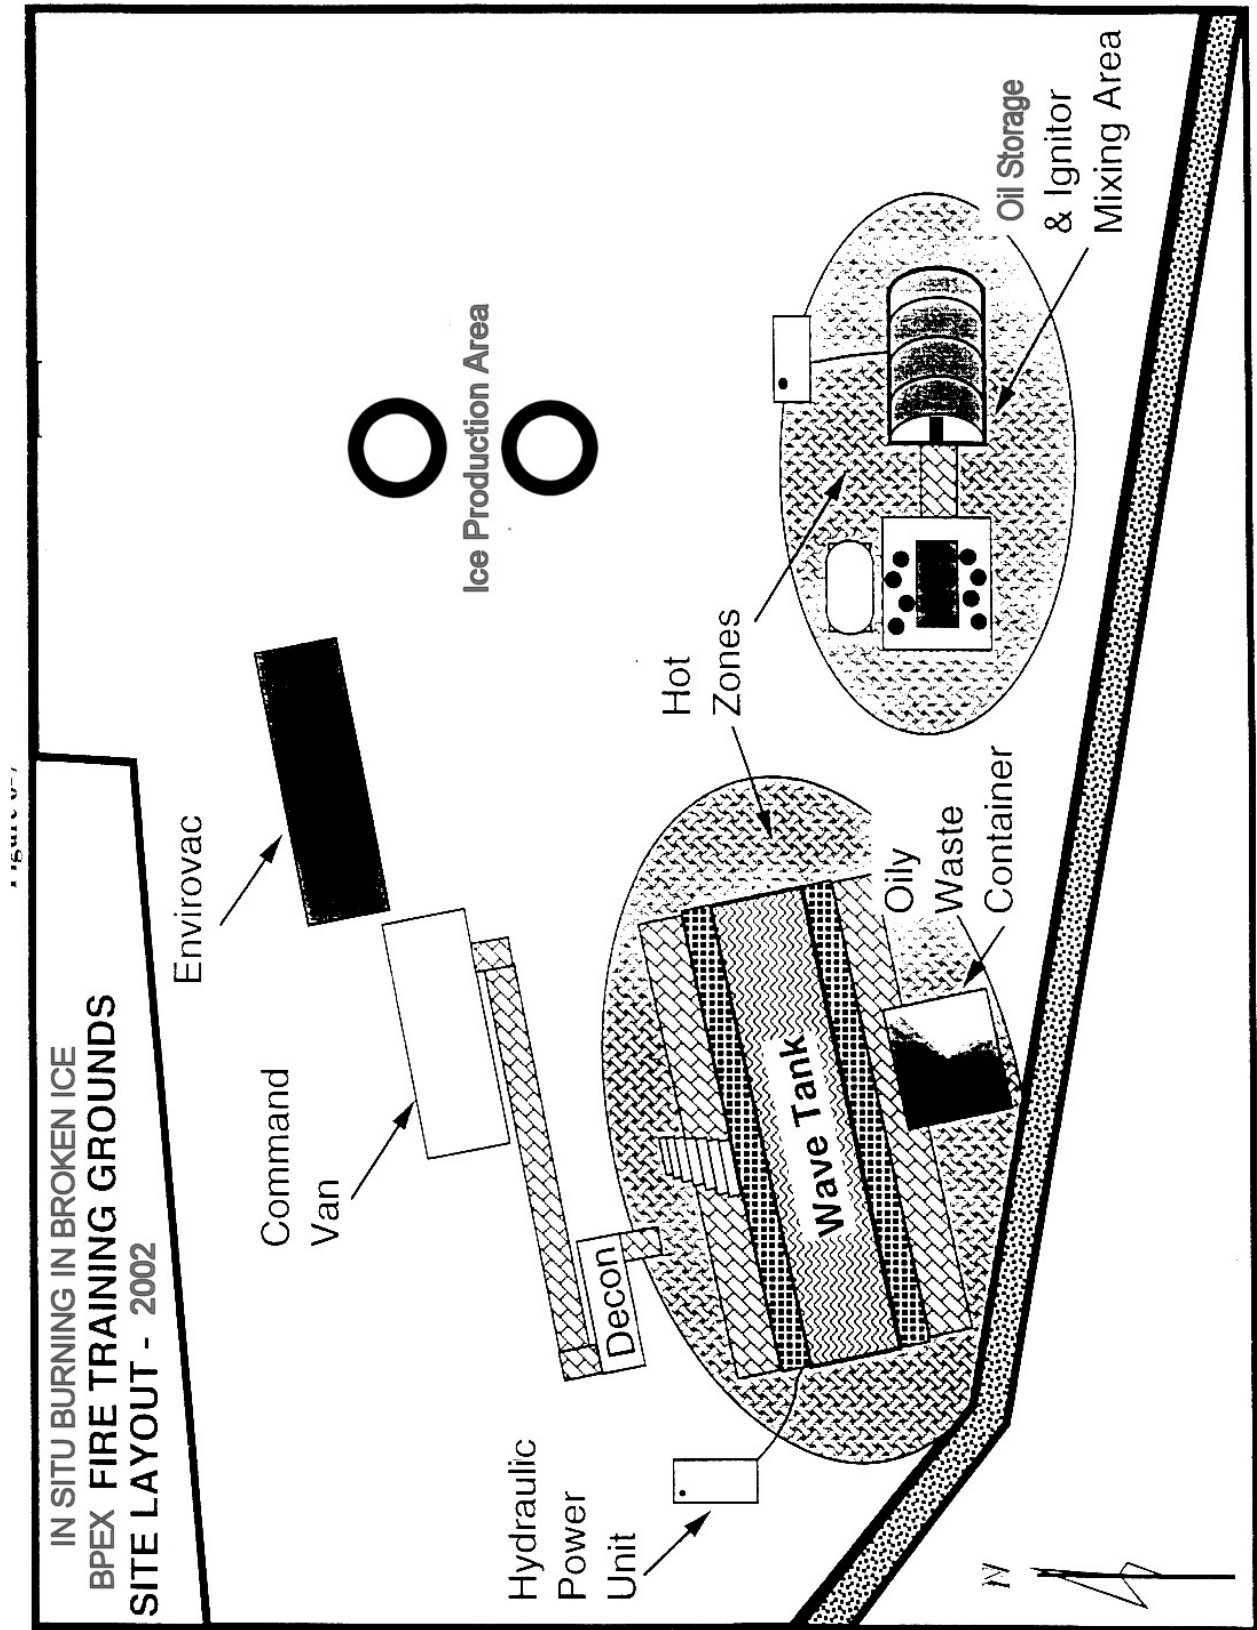 IN SITU BURNING IN BROKEN ICE
BPEX FIRE TRAINING GROUNDS
SITE LAYOUT - 2002
Envirovac
Command
Van
Ice Production Area
Decon
Hydraulic
Power
Unit
Wave Tank
Hot
Zones
Oily
Waste
Container
Oil Storage
& Ignitor
Mixing Area
N